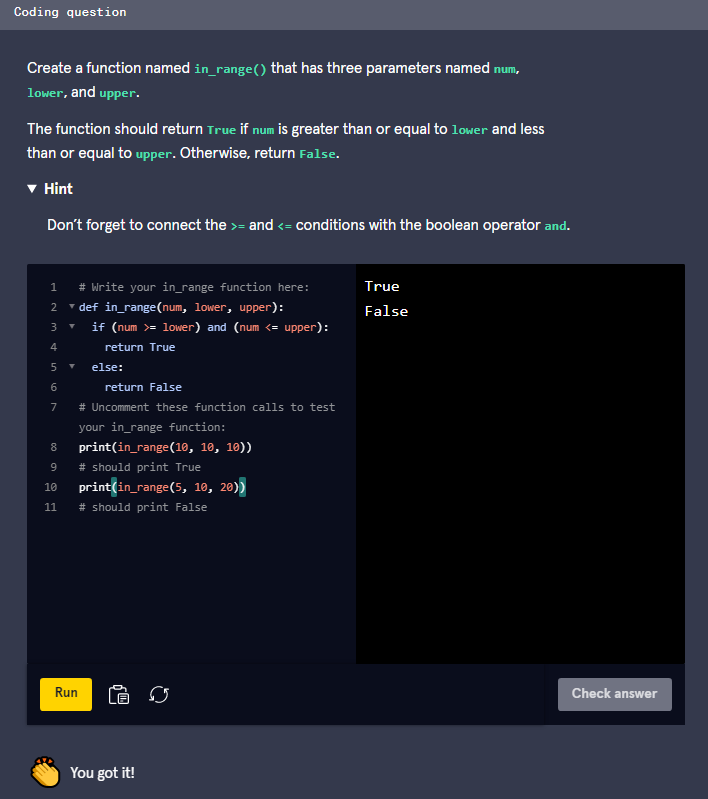 Coding question
Create a function named in_range() that has three parameters named num,
lower, and upper.
The function should return True if num is greater than or equal to lower and less
than or equal to upper. Otherwise, return False.
▼ Hint
Don't forget to connect the >= and <= conditions with the boolean operator and.
1 # Write your in_range function here:
2 ▼ def in_range(num, lower, upper):
3 ▼ if (num >= lower) and (num <= upper):
4 return True
5 ▼ else:
6 return False
7 # Uncomment these function calls to test
your in_range function:
8 print(in_range(10, 10, 10))
9 # should print True
10 print(in_range(5, 10, 20))
11 # should print False
True
False
Run
Check answer
You got it!